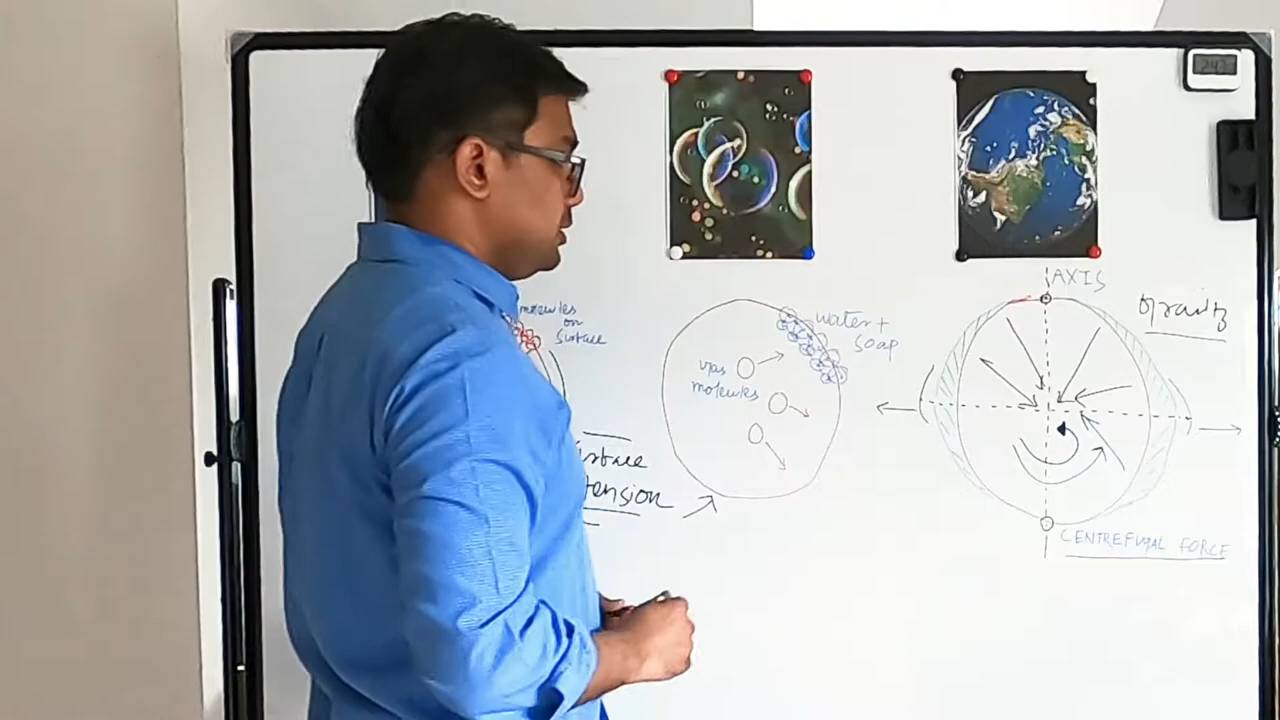 molecules
on
surface
surface
tension
water +
soap
gas
molecules
AXIS
Gravity
CENTREFUGAL FORCE